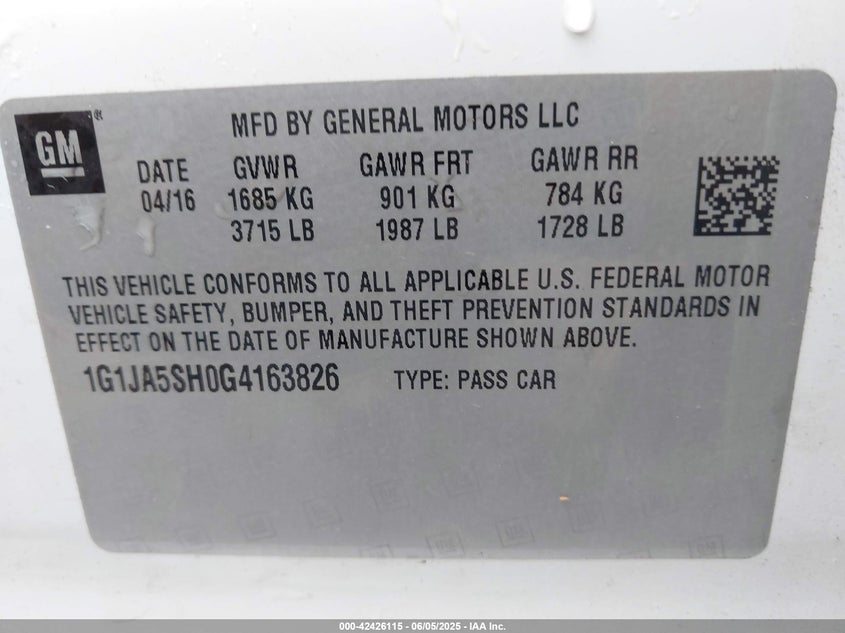 GM
MFD BY GENERAL MOTORS LLC
DATE GVWR GAWR FRT GAWR RR
04/16 1685 KG 901 KG 784 KG
3715 LB 1987 LB 1728 LB
THIS VEHICLE CONFORMS TO ALL APPLICABLE U.S. FEDERAL MOTOR
VEHICLE SAFETY, BUMPER, AND THEFT PREVENTION STANDARDS IN
EFFECT ON THE DATE OF MANUFACTURE SHOWN ABOVE.
1G1JA5SH0G4163826 TYPE: PASS CAR
000-42426115 - 06/05/2025 - IAA Inc.